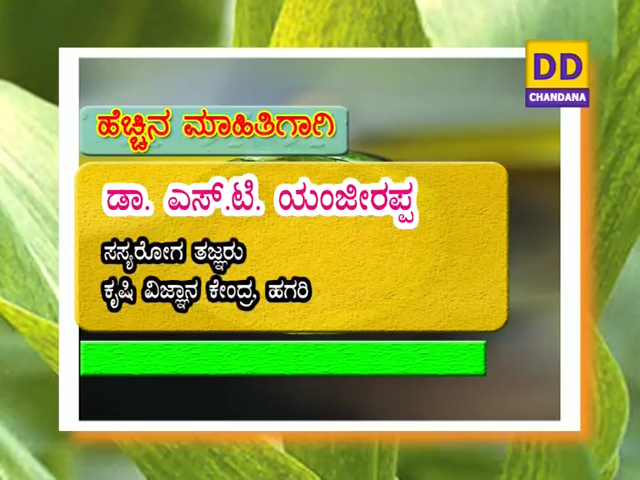 DD
CHANDANA
ಹೆಚ್ಚಿನ ಮಾಹಿತಿಗಾಗಿ
ಡಾ. ಎಸ್.ಟಿ. ಯಂಜೀರಪ್ಪ
ಸಸ್ಯರೋಗ ತಜ್ಞರು
ಕೃಷಿ ವಿಜ್ಞಾನ ಕೇಂದ್ರ, ಹಗರಿ